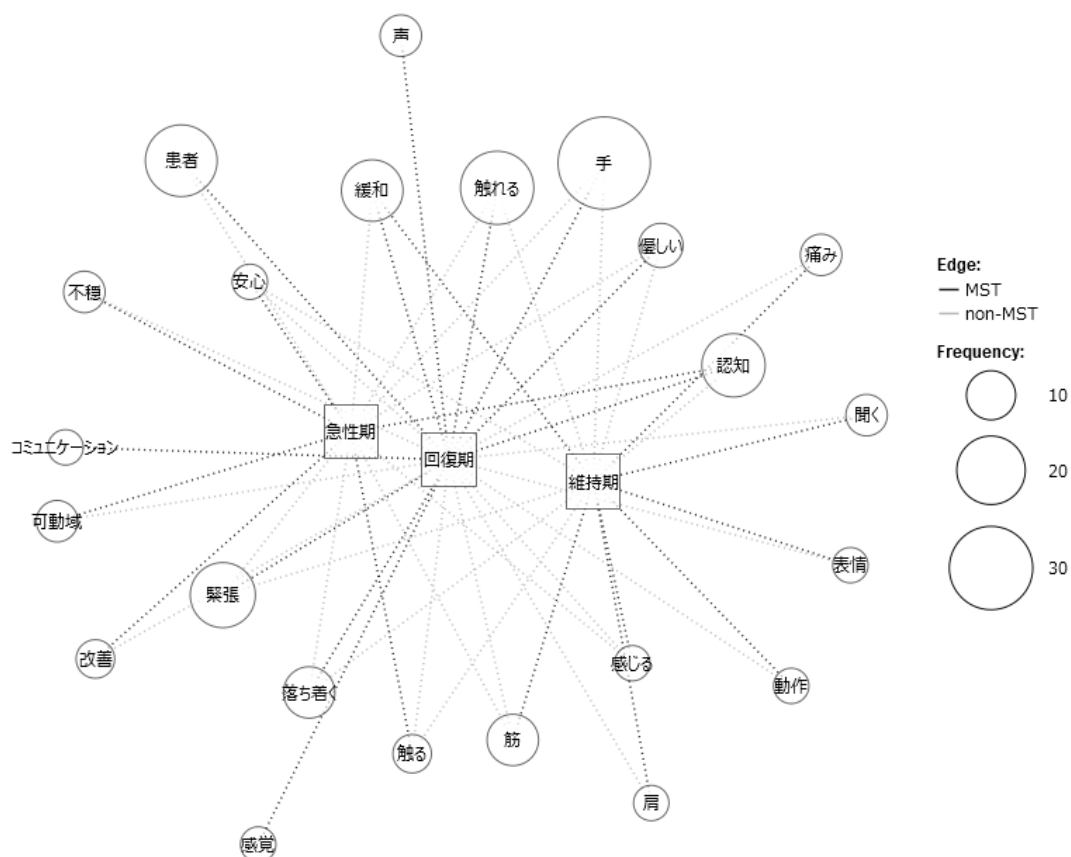 声
患者
緩和
触れる
手
優しい
痛み
不穏
安心
認知
聞く
急性期
回復期
維持期
コミュニケーション
可動域
緊張
表情
改善
落ち着く
感じる
動作
触る
筋
肩
感覚
Edge:
MST
non-MST
Frequency:
10
20
30